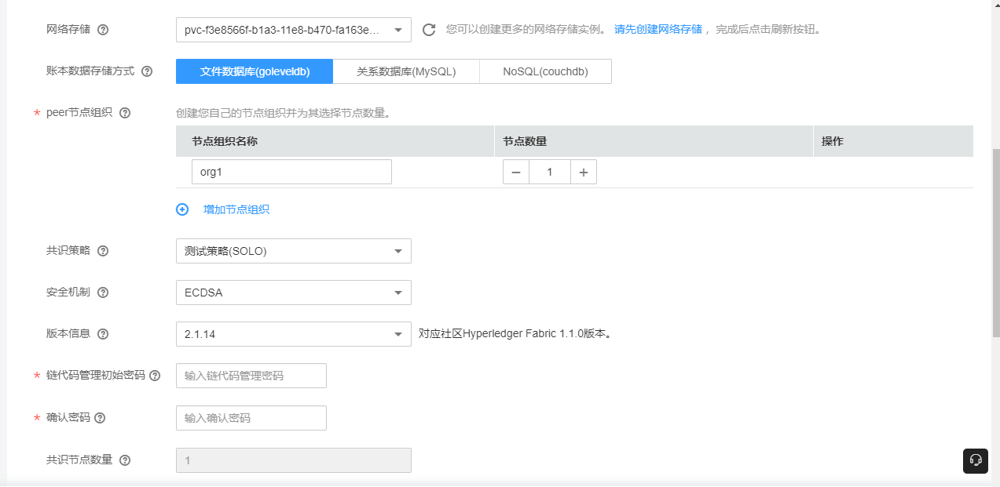 网络存储 pvc-f3e8566f-b1a3-11e8-b470-fa163e... 您可以创建更多的网络存储实例。 请先创建网络存储 ，完成后点击刷新按钮。
账本数据存储方式 文件数据库(goleveldb) 关系数据库(MySQL) NoSQL(couchdb)
* peer节点组织 创建您自己的节点组织并为其选择节点数量。
节点组织名称 节点数量 操作
org1 − 1 +
增加节点组织
共识策略 测试策略(SOLO)
安全机制 ECDSA
版本信息 2.1.14 对应社区Hyperledger Fabric 1.1.0版本。
* 链代码管理初始密码 输入链代码管理密码
* 确认密码 输入确认密码
共识节点数量 1